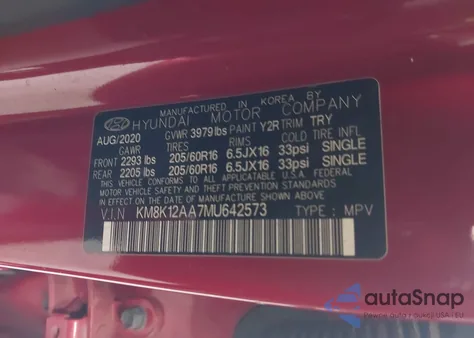 MANUFACTURED IN KOREA BY
HYUNDAI MOTOR COMPANY
AUG/2020 GVWR 3979 lbs PAINT Y2R TRIM TRY
GAWR TIRES RIMS COLD TIRE INFL
FRONT 2293 lbs 205/60R16 6.5JX16 33psi SINGLE
REAR 2205 lbs 205/60R16 6.5JX16 33psi SINGLE
THIS VEHICLE CONFORMS TO ALL APPLICABLE U.S.A. FEDERAL
MOTOR VEHICLE SAFETY, BUMPER, AND THEFT PREVENTION
STANDARDS IN EFFECT ON THE DATE OF MANUFACTURE SHOWN ABOVE.
V.I.N KM8K12AA7MU642573 TYPE : MPV
autoSnap